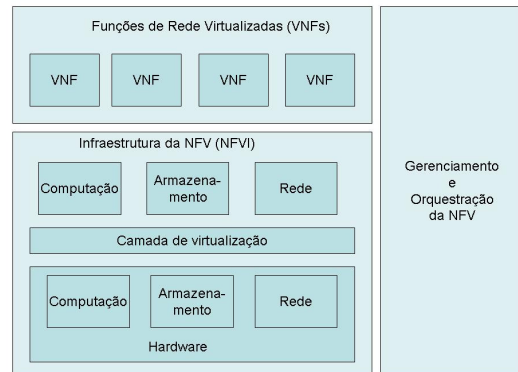 Funções de Rede Virtualizadas (VNFs)
VNF
VNF
VNF
VNF
Infraestrutura da NFV (NFVI)
Computação
Armazena-
mento
Rede
Camada de virtualização
Computação
Armazena-
mento
Rede
Hardware
Gerenciamento
e
Orquestração
da NFV